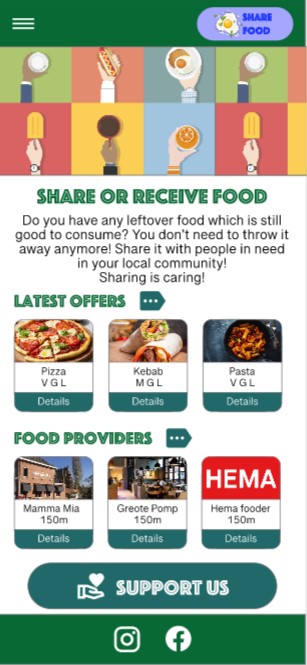 SHARE
FOOD
SHARE OR RECEIVE FOOD
Do you have any leftover food which is still
good to consume? You don't need to throw it
away anymore! Share it with people in need
in your local community!
Sharing is caring!
LATEST OFFERS
Pizza
V G L
Details
Kebab
M G L
Details
Pasta
V G L
Details
FOOD PROVIDERS
HEMA
Mamma Mia
150m
Details
Greote Pomp
150m
Details
Hema fooder
150m
Details
SUPPORT US